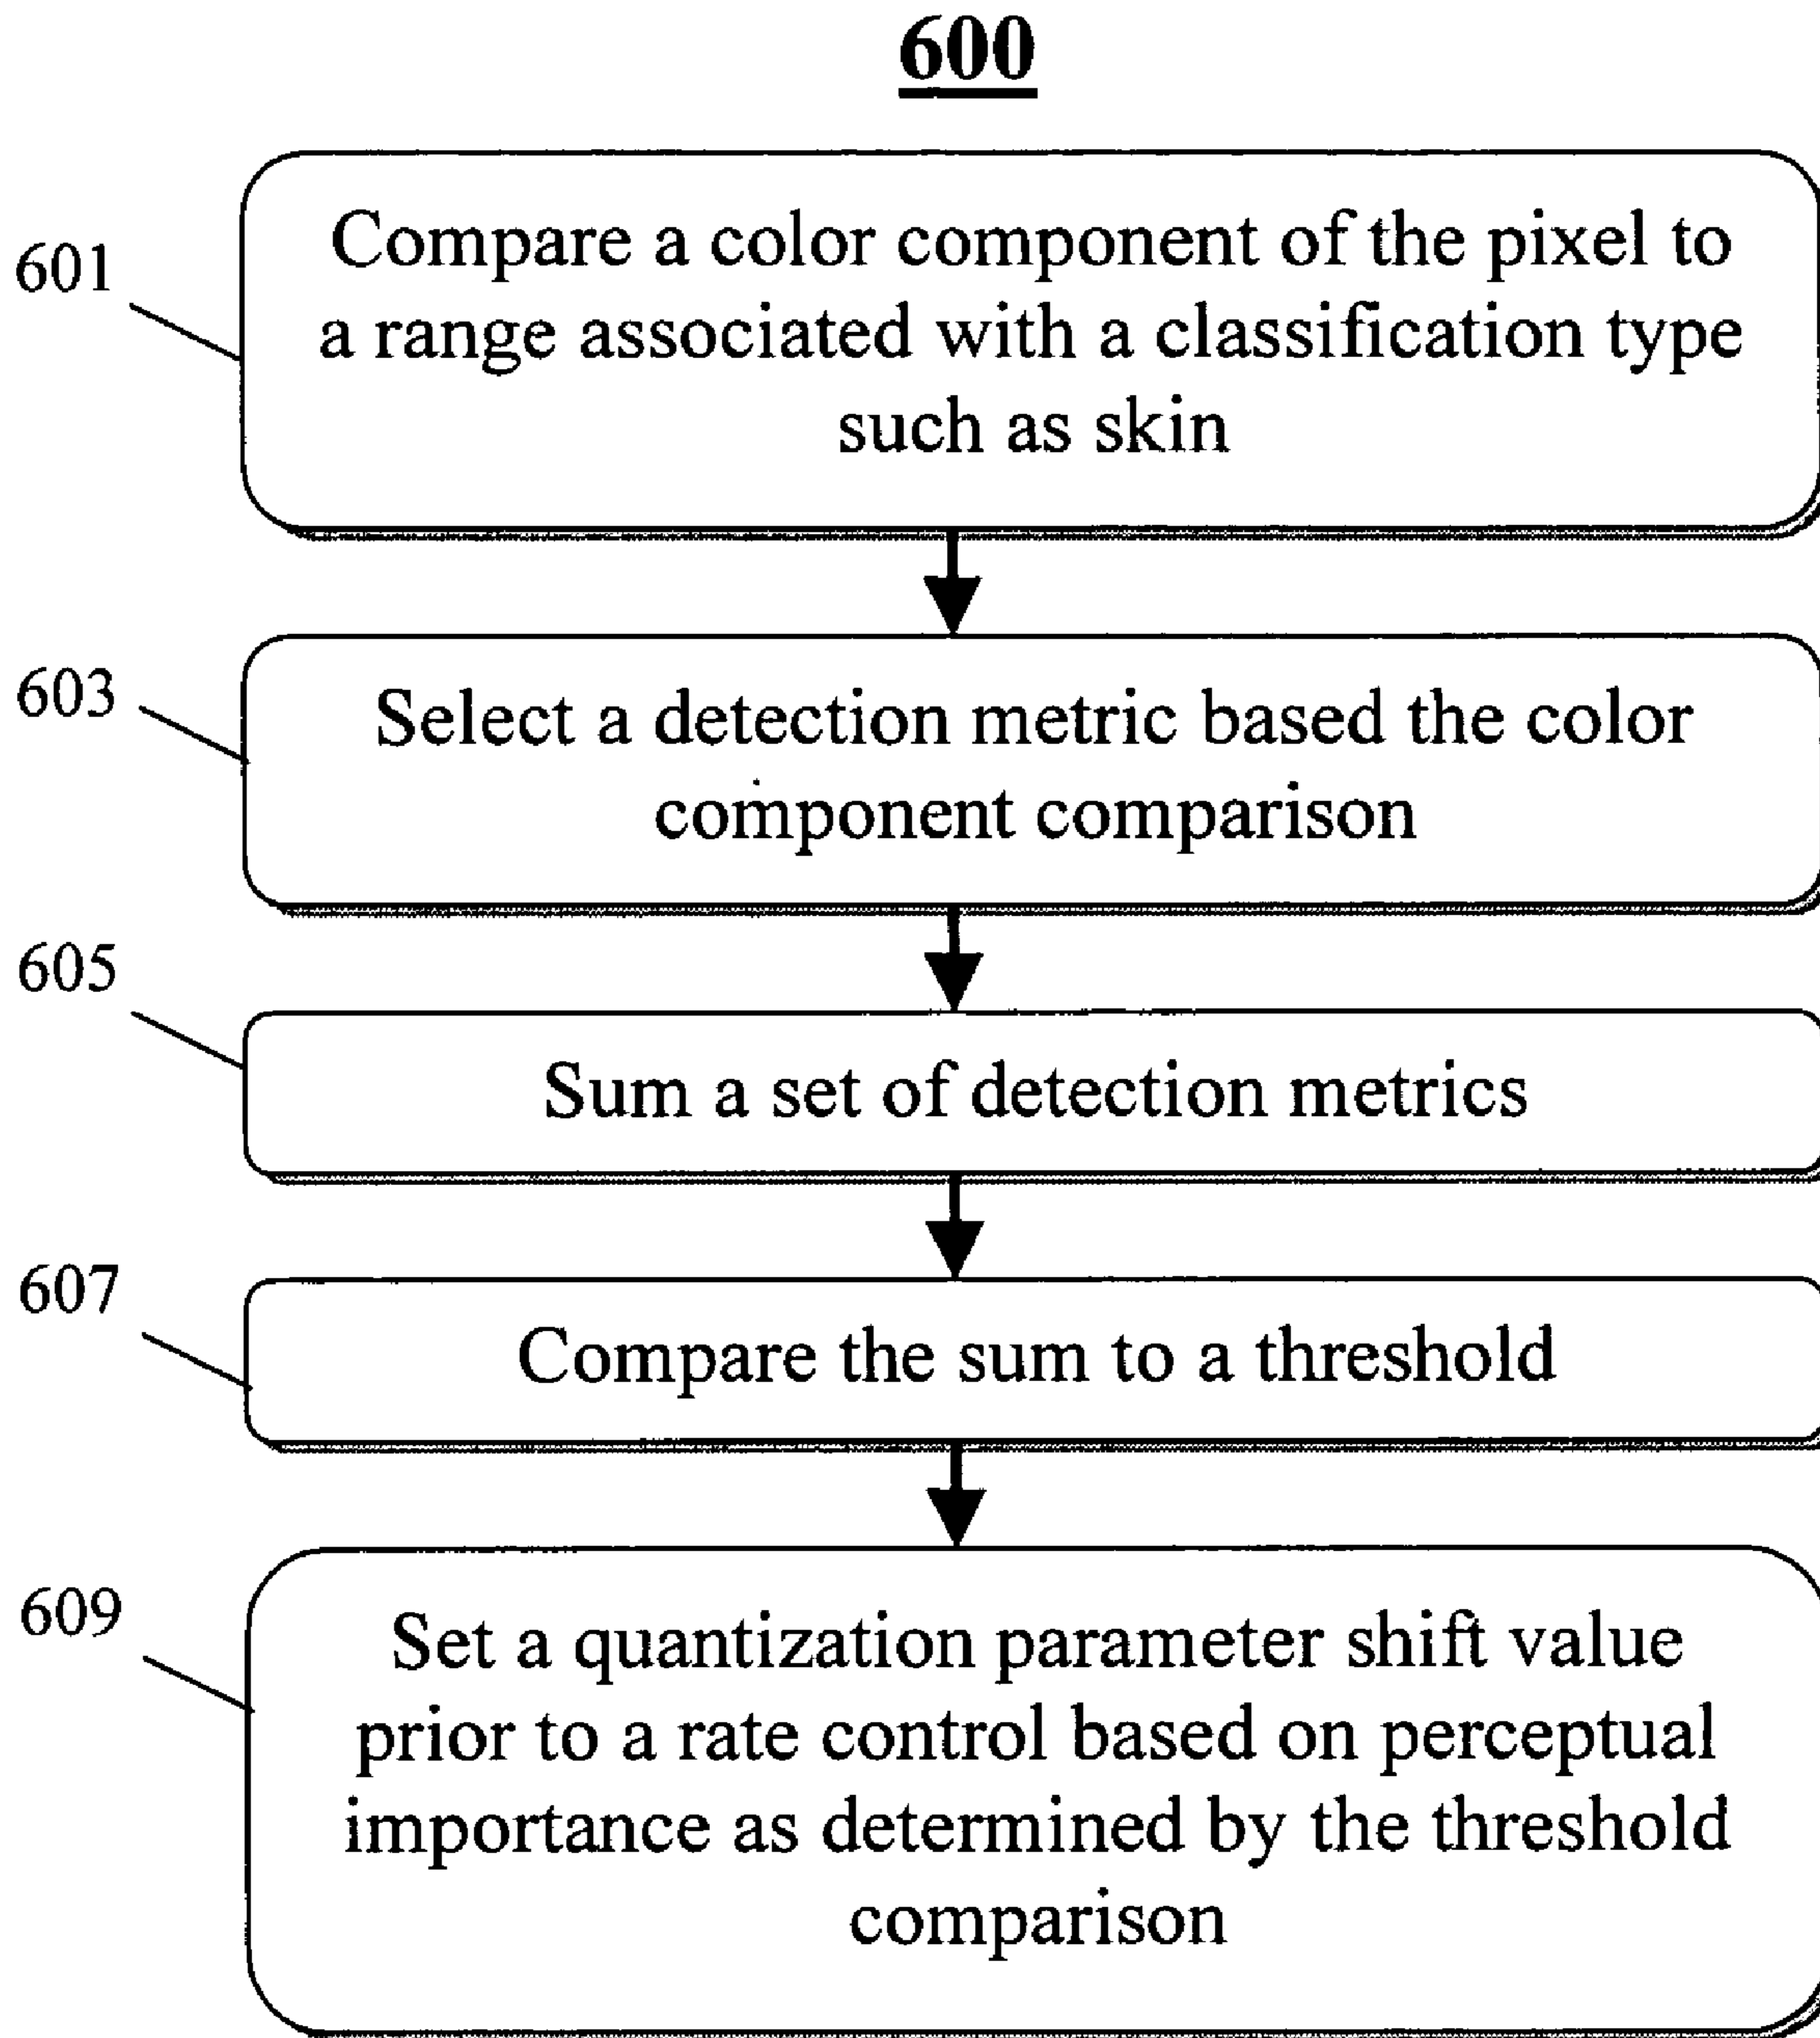 600
601
Compare a color component of the pixel to
a range associated with a classification type
such as skin
603
Select a detection metric based the color
component comparison
605
Sum a set of detection metrics
607
Compare the sum to a threshold
609
Set a quantization parameter shift value
prior to a rate control based on perceptual
importance as determined by the threshold
comparison